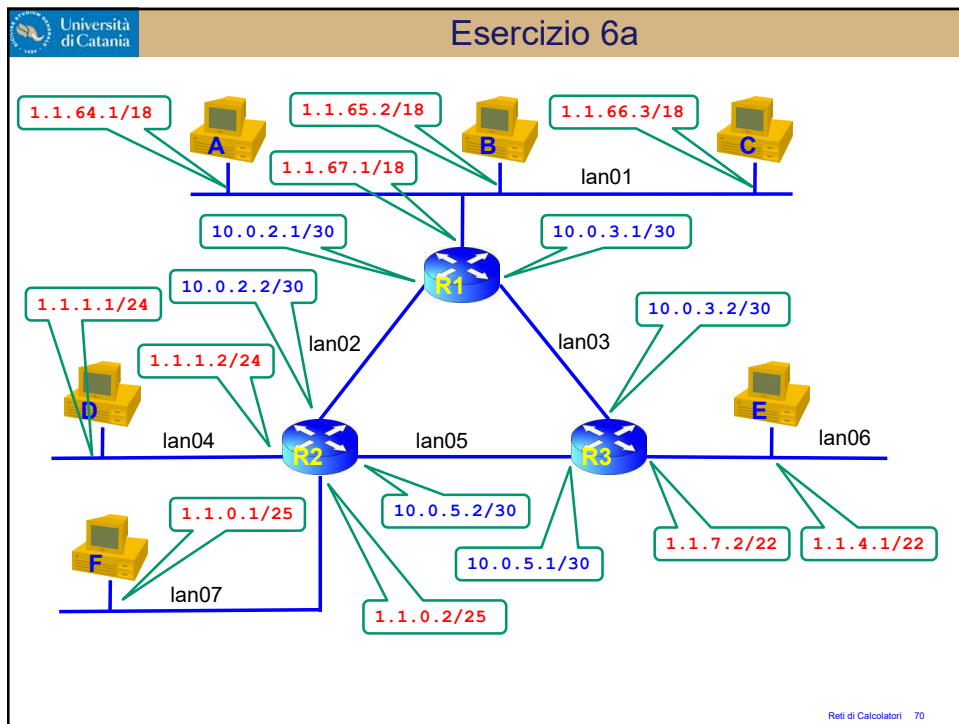 Università
di Catania
Esercizio 6a
1.1.64.1/18
1.1.65.2/18
1.1.66.3/18
A
B
C
1.1.67.1/18
lan01
10.0.2.1/30
10.0.3.1/30
R1
10.0.2.2/30
10.0.3.2/30
1.1.1.1/24
lan02
lan03
1.1.1.2/24
D
E
lan04
lan05
lan06
R2
R3
1.1.0.1/25
10.0.5.2/30
1.1.7.2/22
1.1.4.1/22
10.0.5.1/30
F
lan07
1.1.0.2/25
Reti di Calcolatori 70